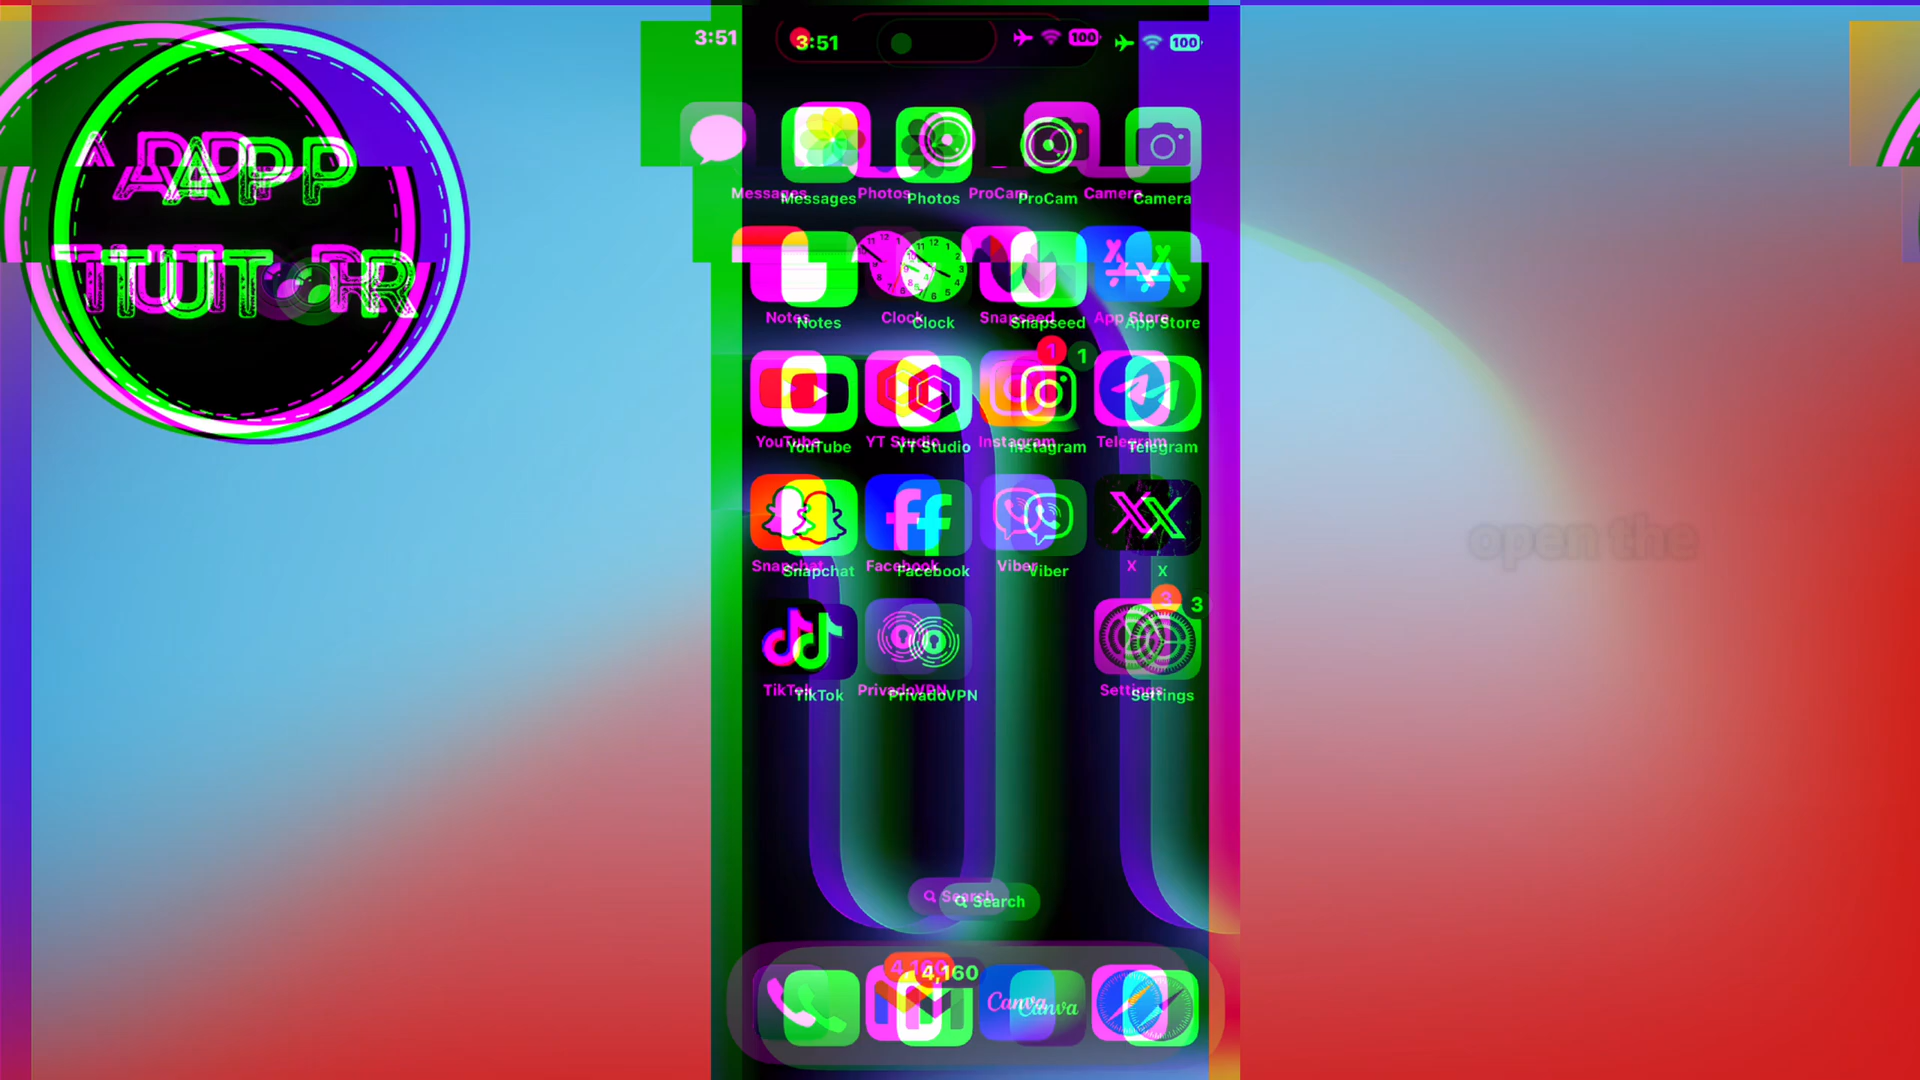 APP
TUTOR
3:51 3:51 100 100
Messages Messages Photos Photos ProCam ProCam Camera Camera
Notes Notes Clock Clock Snapseed Snapseed App Store App Store
1 1
YouTube YouTube YT Studio YT Studio Instagram Instagram Telegram Telegram
open the
Snapchat Snapchat Facebook Facebook Viber Viber X X
3 3
TikTok TikTok PrivadoVPN PrivadoVPN Settings Settings
Search Search
4,160 4,160
Canva Canva